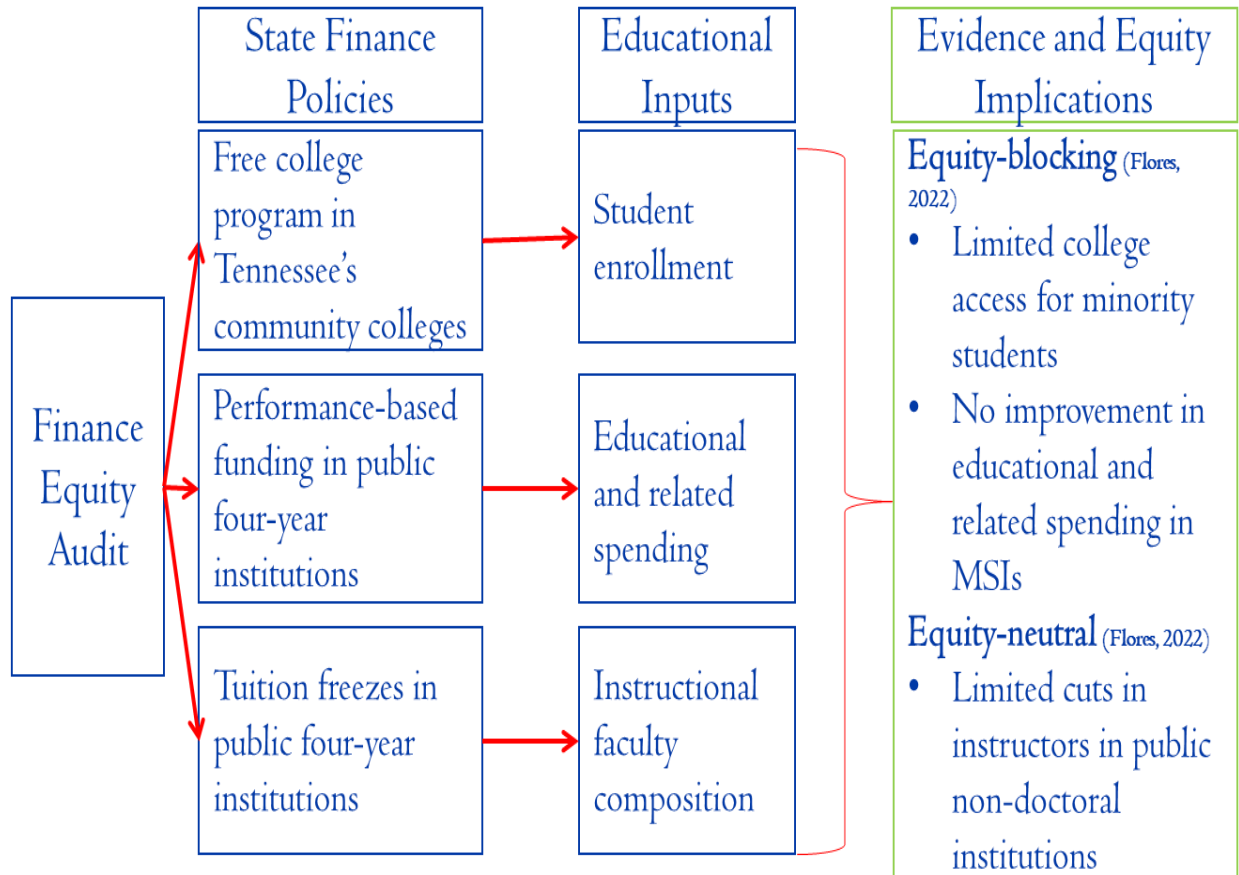 State Finance
Policies
Educational
Inputs
Evidence and Equity
Implications
Finance
Equity
Audit
Free college
program in
Tennessee's
community colleges
Student
enrollment
Performance-based
funding in public
four-year
institutions
Educational
and related
spending
Tuition freezes in
public four-year
institutions
Instructional
faculty
composition
Equity-blocking (Flores,
2022)
• Limited college
access for minority
students
• No improvement in
educational and
related spending in
MSIs
Equity-neutral (Flores, 2022)
• Limited cuts in
instructors in public
non-doctoral
institutions